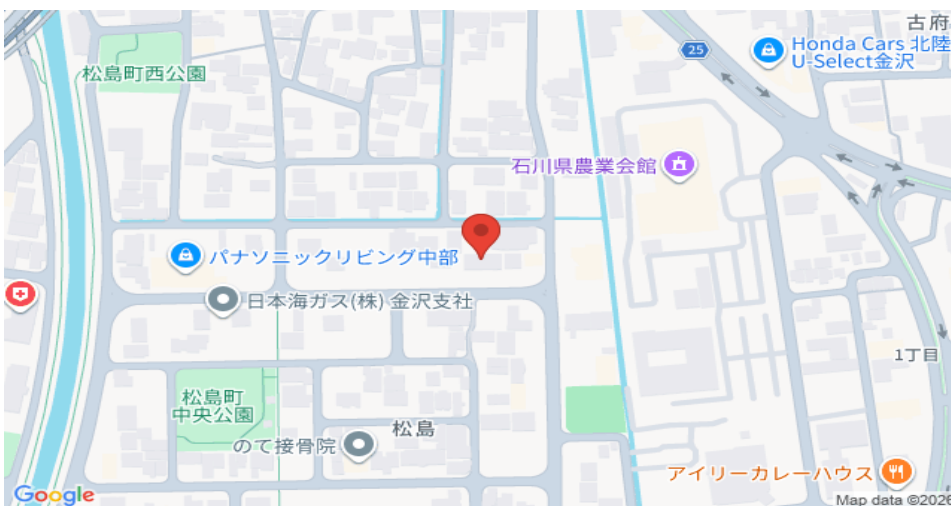 古府
25
Honda Cars 北陸
U-Select金沢
松島町西公園
石川県農業会館
パナソニックリビング中部
日本海ガス(株) 金沢支社
1丁目
松島町
中央公園
松島
のて接骨院
アイリーカレーハウス
Google
Map data ©2026